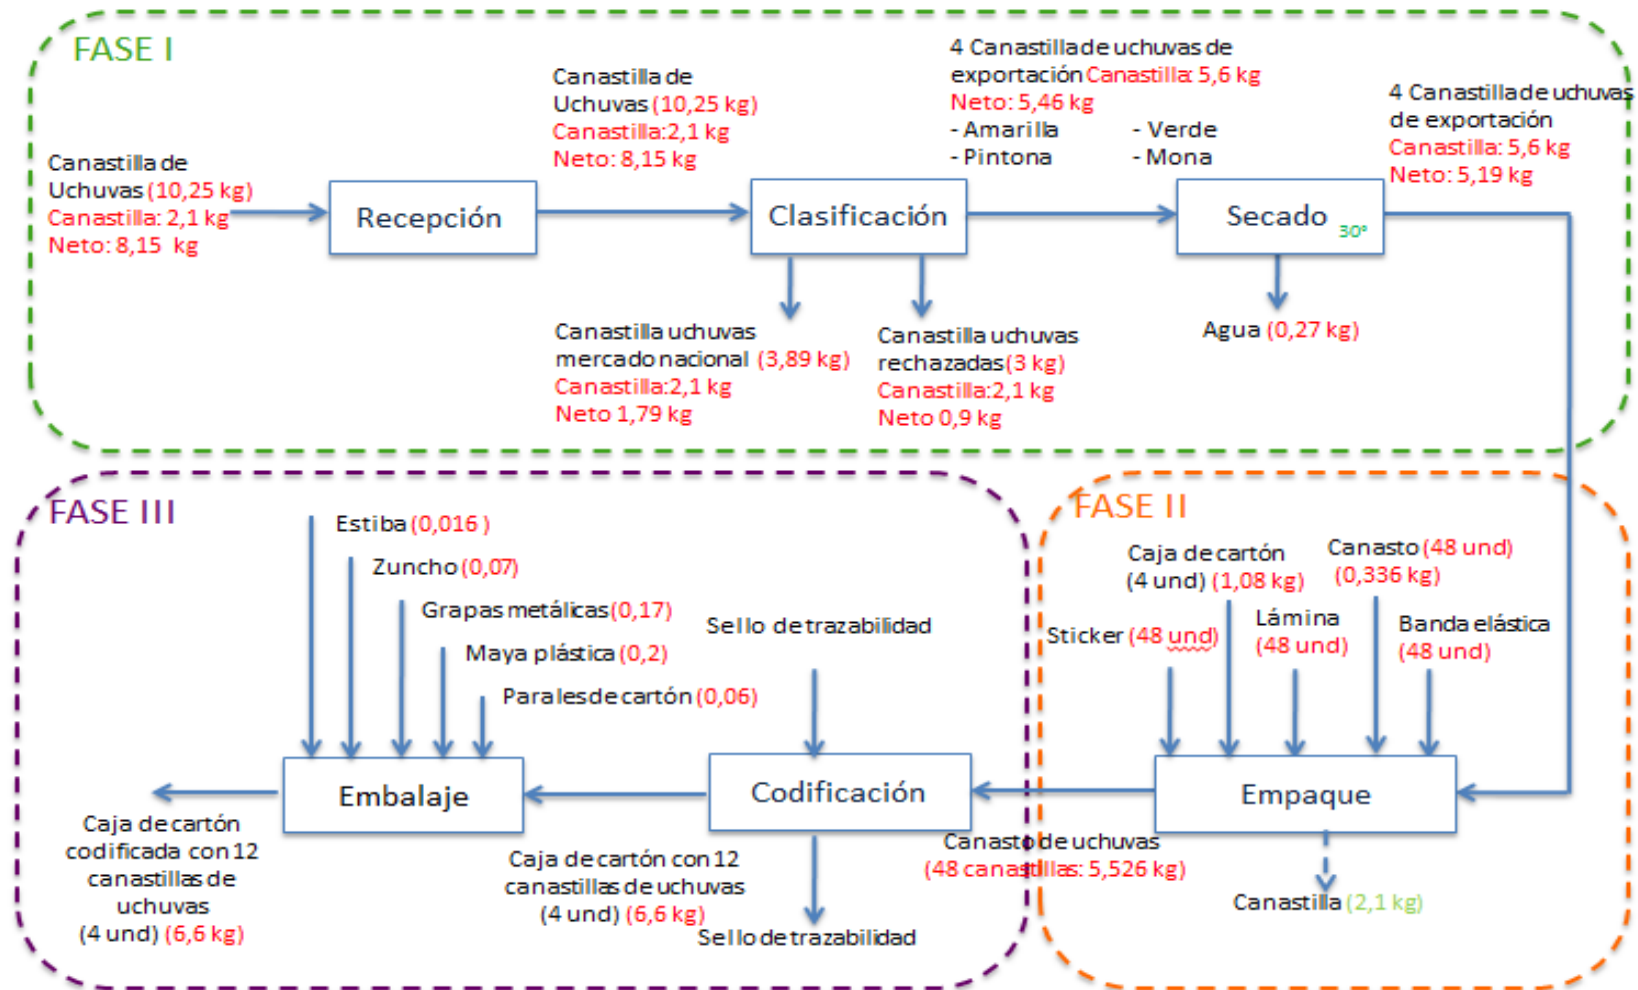 FASE I
Canastilla de
Uchuvas (10,25 kg)
Canastilla: 2,1 kg
Neto: 8,15 kg
Recepción
Canastilla de
Uchuvas (10,25 kg)
Canastilla:2,1 kg
Neto: 8,15 kg
Clasificación
Canastilla uchuvas
mercado nacional (3,89 kg)
Canastilla:2,1 kg
Neto 1,79 kg
Canastilla uchuvas
rechazadas(3 kg)
Canastilla:2,1 kg
Neto 0,9 kg
4 Canastilla de uchuvas de
exportación Canastilla: 5,6 kg
Neto: 5,46 kg
- Amarilla - Verde
- Pintona - Mona
Secado 30°
Agua (0,27 kg)
4 Canastilla de uchuvas
de exportación
Canastilla: 5,6 kg
Neto: 5,19 kg
FASE II
Sticker (48 und)
Caja de cartón
(4 und) (1,08 kg)
Lámina
(48 und)
Canasto (48 und)
(0,336 kg)
Banda elástica
(48 und)
Empaque
Canastilla (2,1 kg)
Canasto de uchuvas
(48 canastillas: 5,526 kg)
FASE III
Sello de trazabilidad
Codificación
Sello de trazabilidad
Caja de cartón con 12
canastillas de uchuvas
(4 und) (6,6 kg)
Estiba (0,016 )
Zuncho (0,07)
Grapas metálicas (0,17)
Maya plástica (0,2)
Parales de cartón (0,06)
Embalaje
Caja de cartón
codificada con 12
canastillas de
uchuvas
(4 und) (6,6 kg)